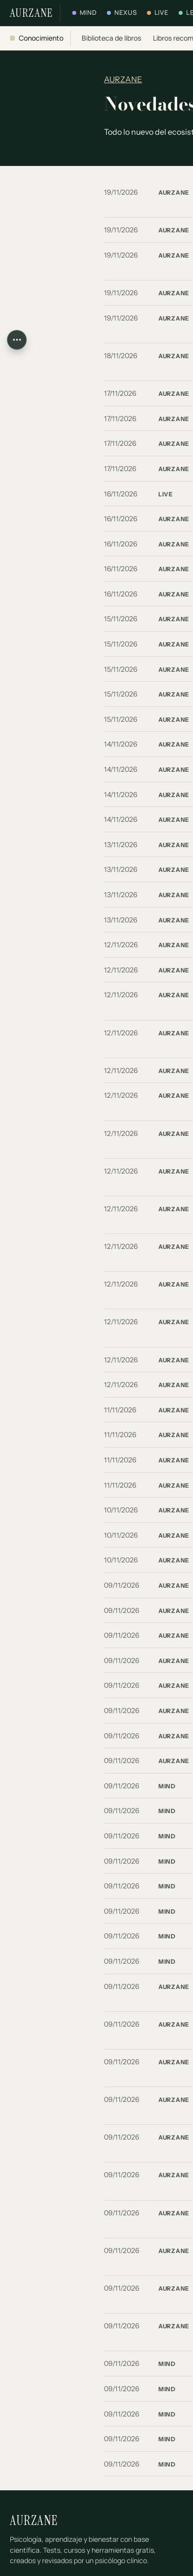 AURZANE MIND NEXUS LIVE LE
Conocimiento Biblioteca de libros Libros recom
AURZANE
Novedades
Todo lo nuevo del ecosist
19/11/2026 AURZANE
19/11/2026 AURZANE
19/11/2026 AURZANE
19/11/2026 AURZANE
19/11/2026 AURZANE
18/11/2026 AURZANE
17/11/2026 AURZANE
17/11/2026 AURZANE
17/11/2026 AURZANE
17/11/2026 AURZANE
16/11/2026 LIVE
16/11/2026 AURZANE
16/11/2026 AURZANE
16/11/2026 AURZANE
16/11/2026 AURZANE
15/11/2026 AURZANE
15/11/2026 AURZANE
15/11/2026 AURZANE
15/11/2026 AURZANE
15/11/2026 AURZANE
14/11/2026 AURZANE
14/11/2026 AURZANE
14/11/2026 AURZANE
14/11/2026 AURZANE
13/11/2026 AURZANE
13/11/2026 AURZANE
13/11/2026 AURZANE
13/11/2026 AURZANE
12/11/2026 AURZANE
12/11/2026 AURZANE
12/11/2026 AURZANE
12/11/2026 AURZANE
12/11/2026 AURZANE
12/11/2026 AURZANE
12/11/2026 AURZANE
12/11/2026 AURZANE
12/11/2026 AURZANE
12/11/2026 AURZANE
12/11/2026 AURZANE
12/11/2026 AURZANE
12/11/2026 AURZANE
12/11/2026 AURZANE
11/11/2026 AURZANE
11/11/2026 AURZANE
11/11/2026 AURZANE
11/11/2026 AURZANE
10/11/2026 AURZANE
10/11/2026 AURZANE
10/11/2026 AURZANE
09/11/2026 AURZANE
09/11/2026 AURZANE
09/11/2026 AURZANE
09/11/2026 AURZANE
09/11/2026 AURZANE
09/11/2026 AURZANE
09/11/2026 AURZANE
09/11/2026 AURZANE
09/11/2026 MIND
09/11/2026 MIND
09/11/2026 MIND
09/11/2026 MIND
09/11/2026 MIND
09/11/2026 MIND
09/11/2026 MIND
09/11/2026 MIND
09/11/2026 AURZANE
09/11/2026 AURZANE
09/11/2026 AURZANE
09/11/2026 AURZANE
09/11/2026 AURZANE
09/11/2026 AURZANE
09/11/2026 AURZANE
09/11/2026 AURZANE
09/11/2026 AURZANE
09/11/2026 AURZANE
09/11/2026 MIND
09/11/2026 MIND
09/11/2026 MIND
09/11/2026 MIND
09/11/2026 MIND
AURZANE
Psicología, aprendizaje y bienestar con base
científica. Tests, cursos y herramientas gratis,
creados y revisados por un psicólogo clínico.